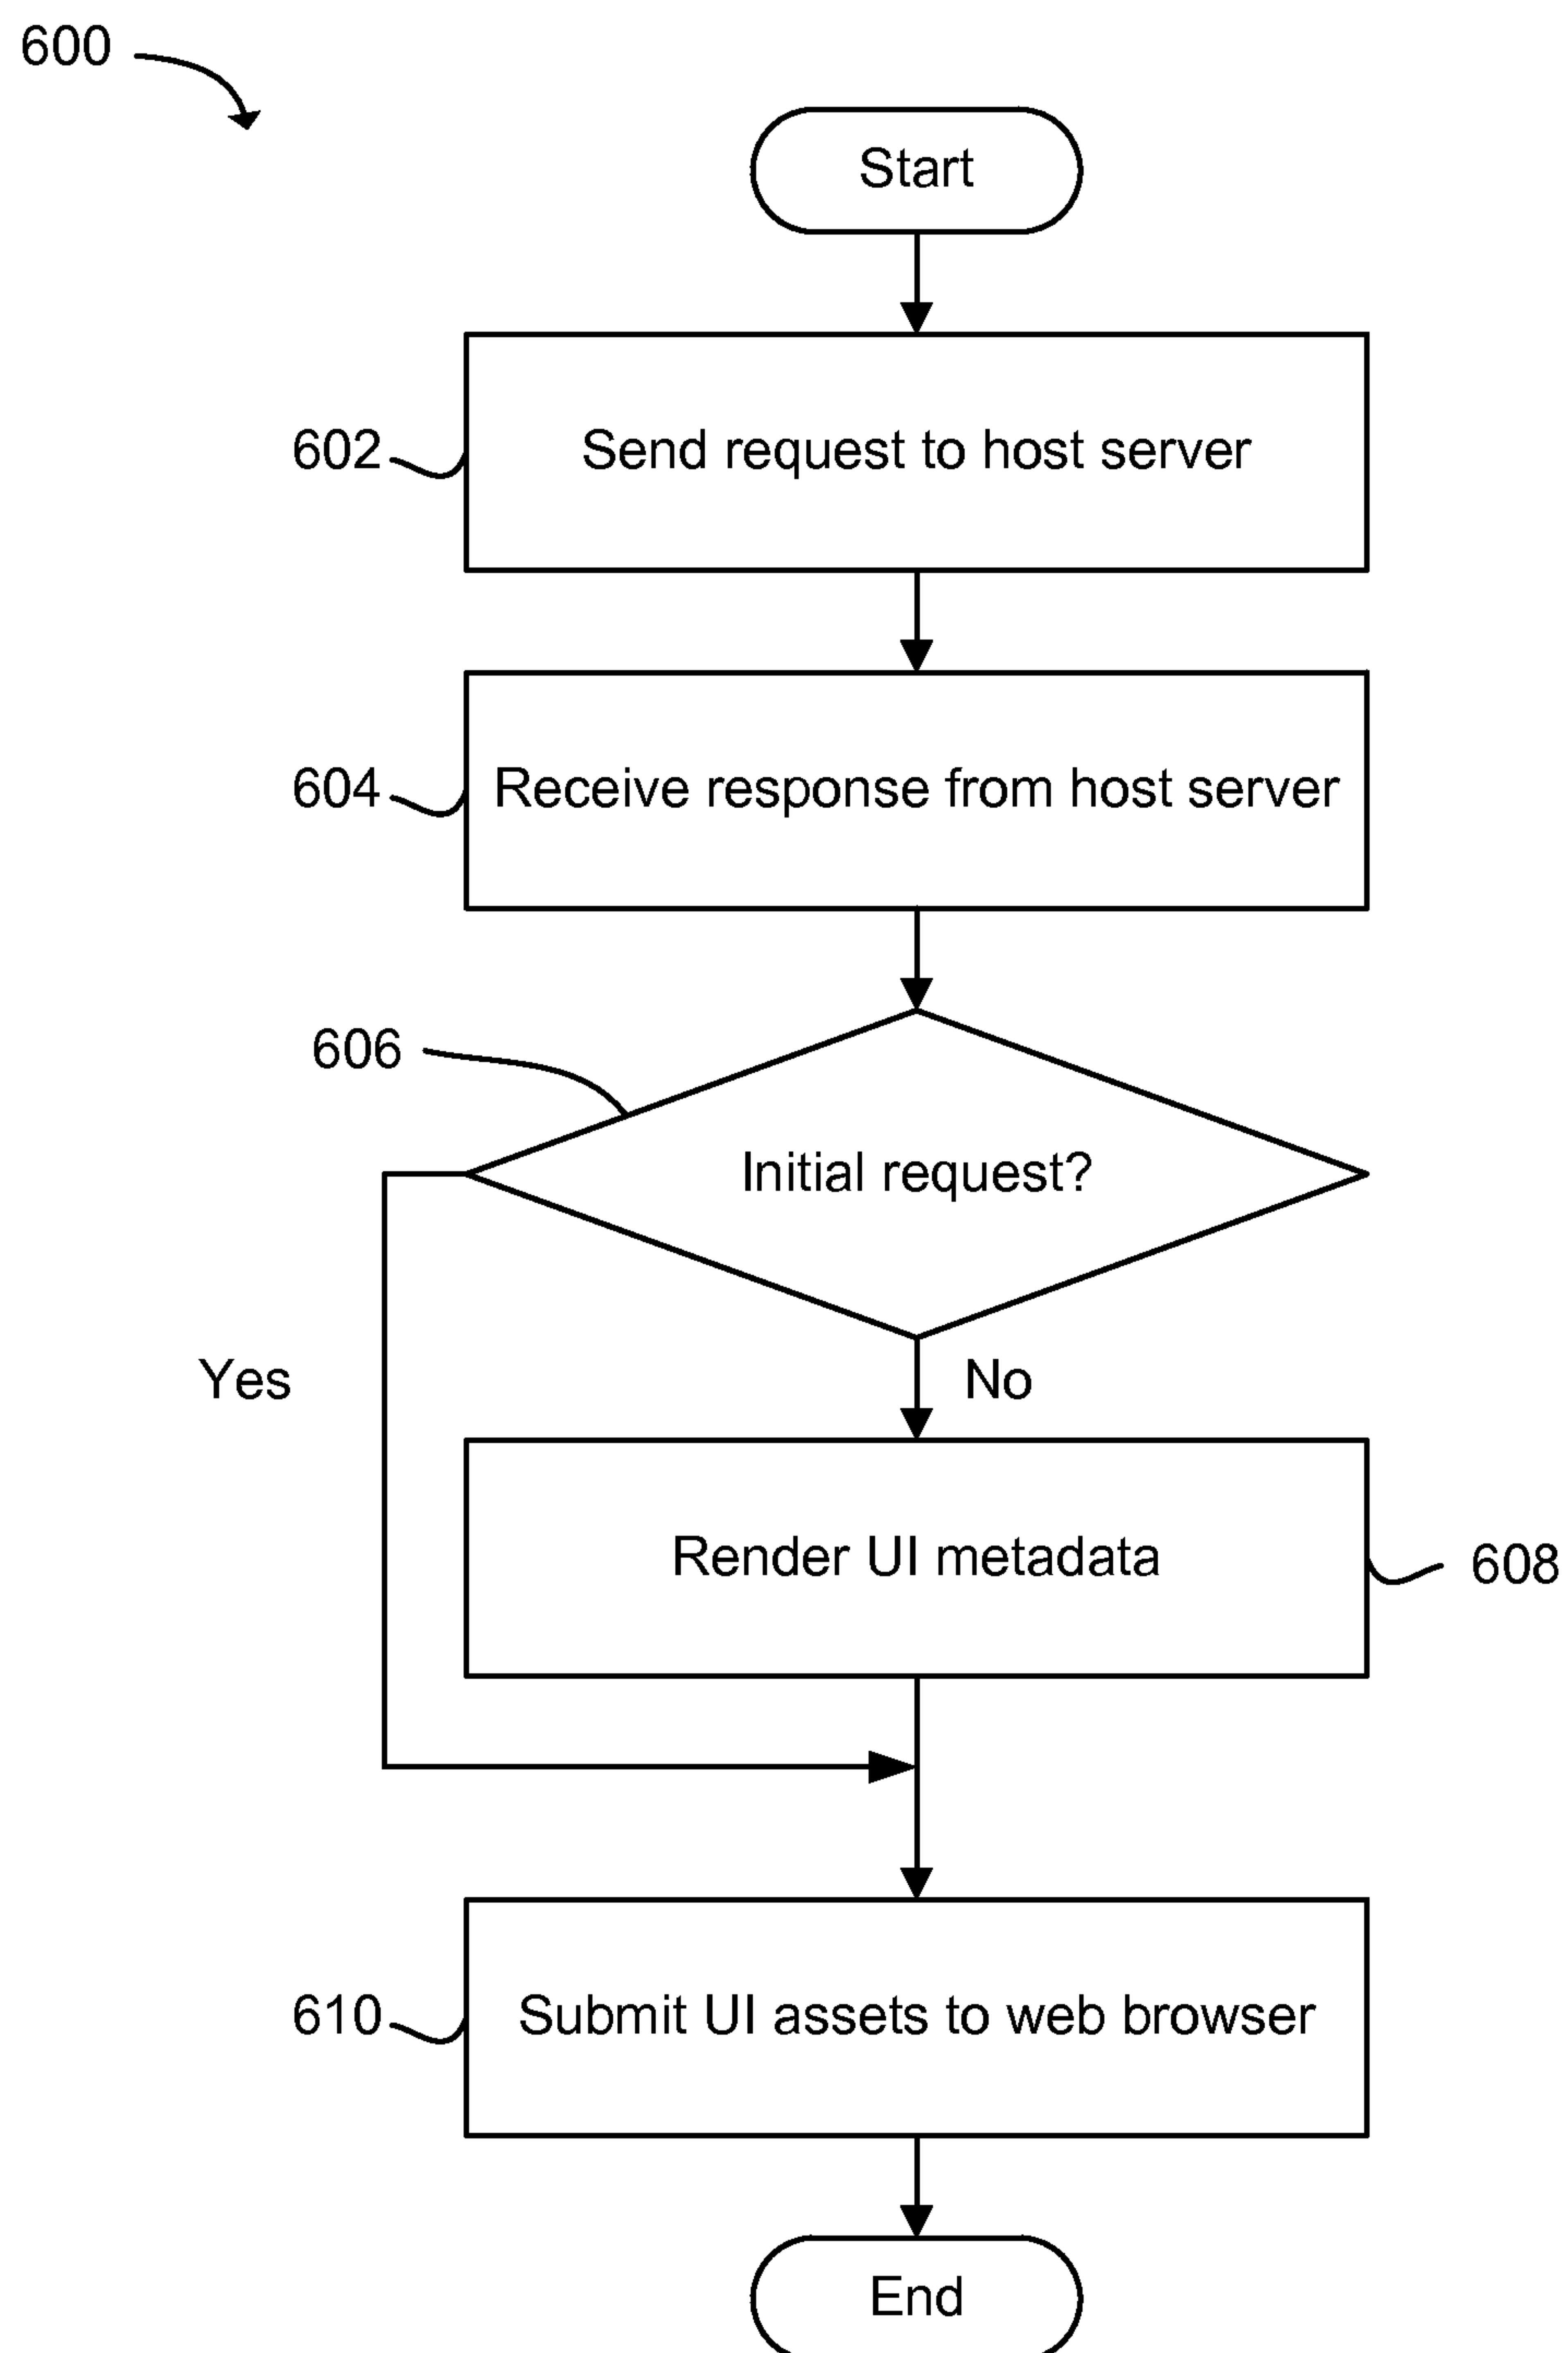 600
Start
602
Send request to host server
604
Receive response from host server
606
Initial request?
Yes
No
Render UI metadata
608
610
Submit UI assets to web browser
End